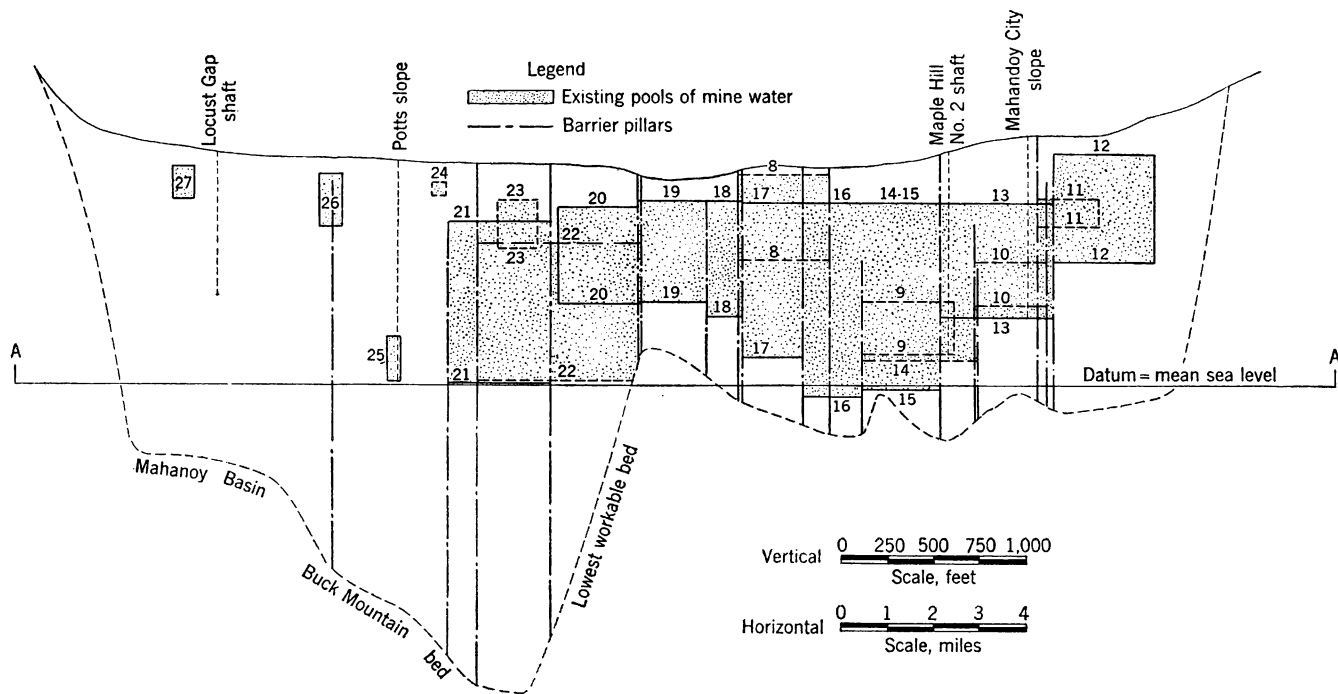 Legend
Existing pools of mine water
Barrier pillars
Locust Gap
shaft
Potts slope
Maple Hill
No. 2 shaft
Mahandoy City
slope
27
26
24
23
23
21
21
25
22
22
20
20
19
19
18
18
17
17
8
8
16
16
14-15
9
9
14
15
13
13
10
10
11
11
12
12
A
A
Datum = mean sea level
Mahanoy Basin
Buck Mountain bed
Lowest workable bed
Vertical
0 250 500 750 1,000
Scale, feet
Horizontal
0 1 2 3 4
Scale, miles